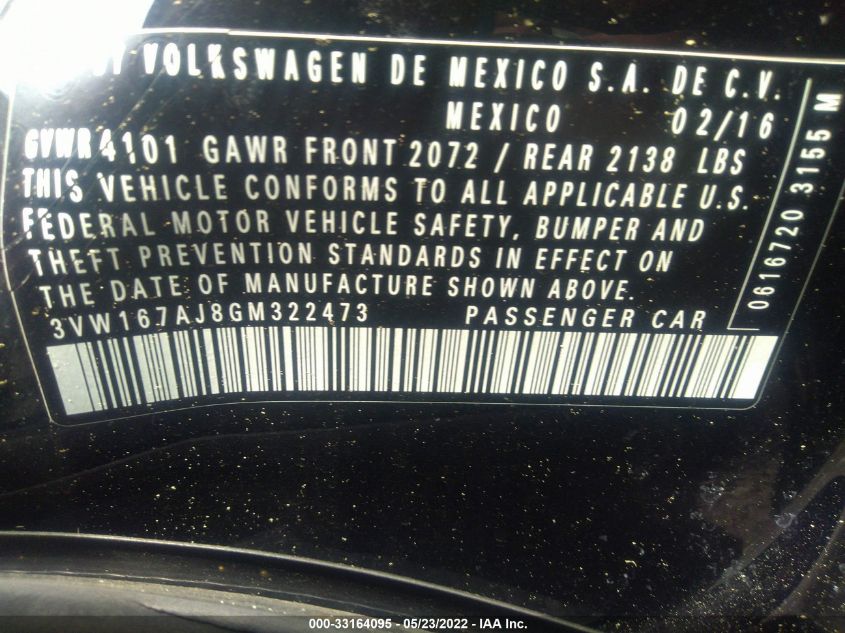 VOLKSWAGEN DE MEXICO S.A. DE C.V.
MEXICO 02/16
GVWR 4101 GAWR FRONT 2072 / REAR 2138 LBS
THIS VEHICLE CONFORMS TO ALL APPLICABLE U.S.
FEDERAL MOTOR VEHICLE SAFETY, BUMPER AND
THEFT PREVENTION STANDARDS IN EFFECT ON
THE DATE OF MANUFACTURE SHOWN ABOVE.
3VW167AJ8GM322473 PASSENGER CAR
0616720 3155 M
000-33164095 - 05/23/2022 - IAA Inc.